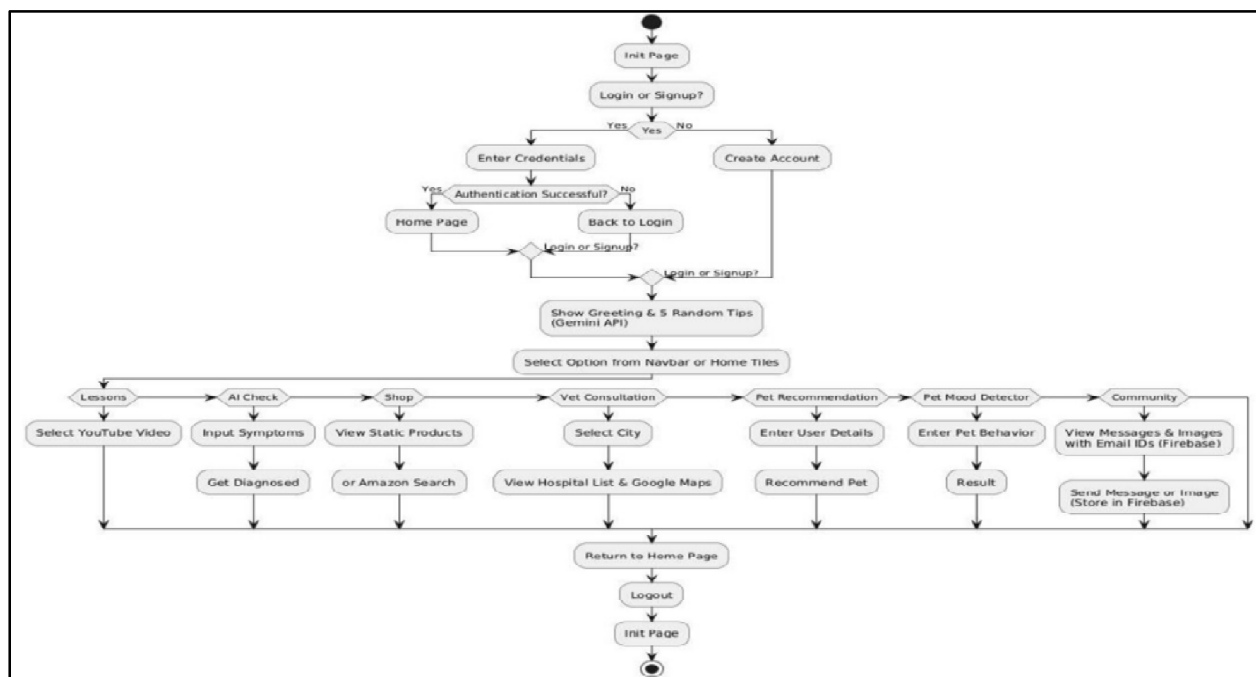 Init Page
Login or Signup?
Yes
Yes
No
Enter Credentials
Create Account
Yes
Authentication Successful?
No
Home Page
Back to Login
Login or Signup?
Login or Signup?
Show Greeting & 5 Random Tips
(Gemini API)
Select Option from Navbar or Home Tiles
Lessons
AI Check
Shop
Vet Consultation
Pet Recommendation
Pet Mood Detector
Community
Select YouTube Video
Input Symptoms
View Static Products
Select City
Enter User Details
Enter Pet Behavior
View Messages & Images
with Email IDs (Firebase)
Get Diagnosed
or Amazon Search
View Hospital List & Google Maps
Recommend Pet
Result
Send Message or Image
(Store in Firebase)
Return to Home Page
Logout
Init Page